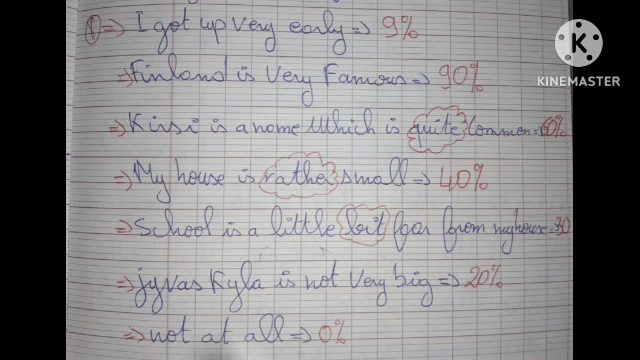 ① => I got up very early => 9%
KINEMASTER
=> Finland is Very Famous => 90%
=> Kirsi is a name Which is quite Common = 60%
=> My house is rather small => 40%
=> School is a little bit far from my house = 30
=> jyvas Kyla is not Very big => 20%
=> not at all => 0%